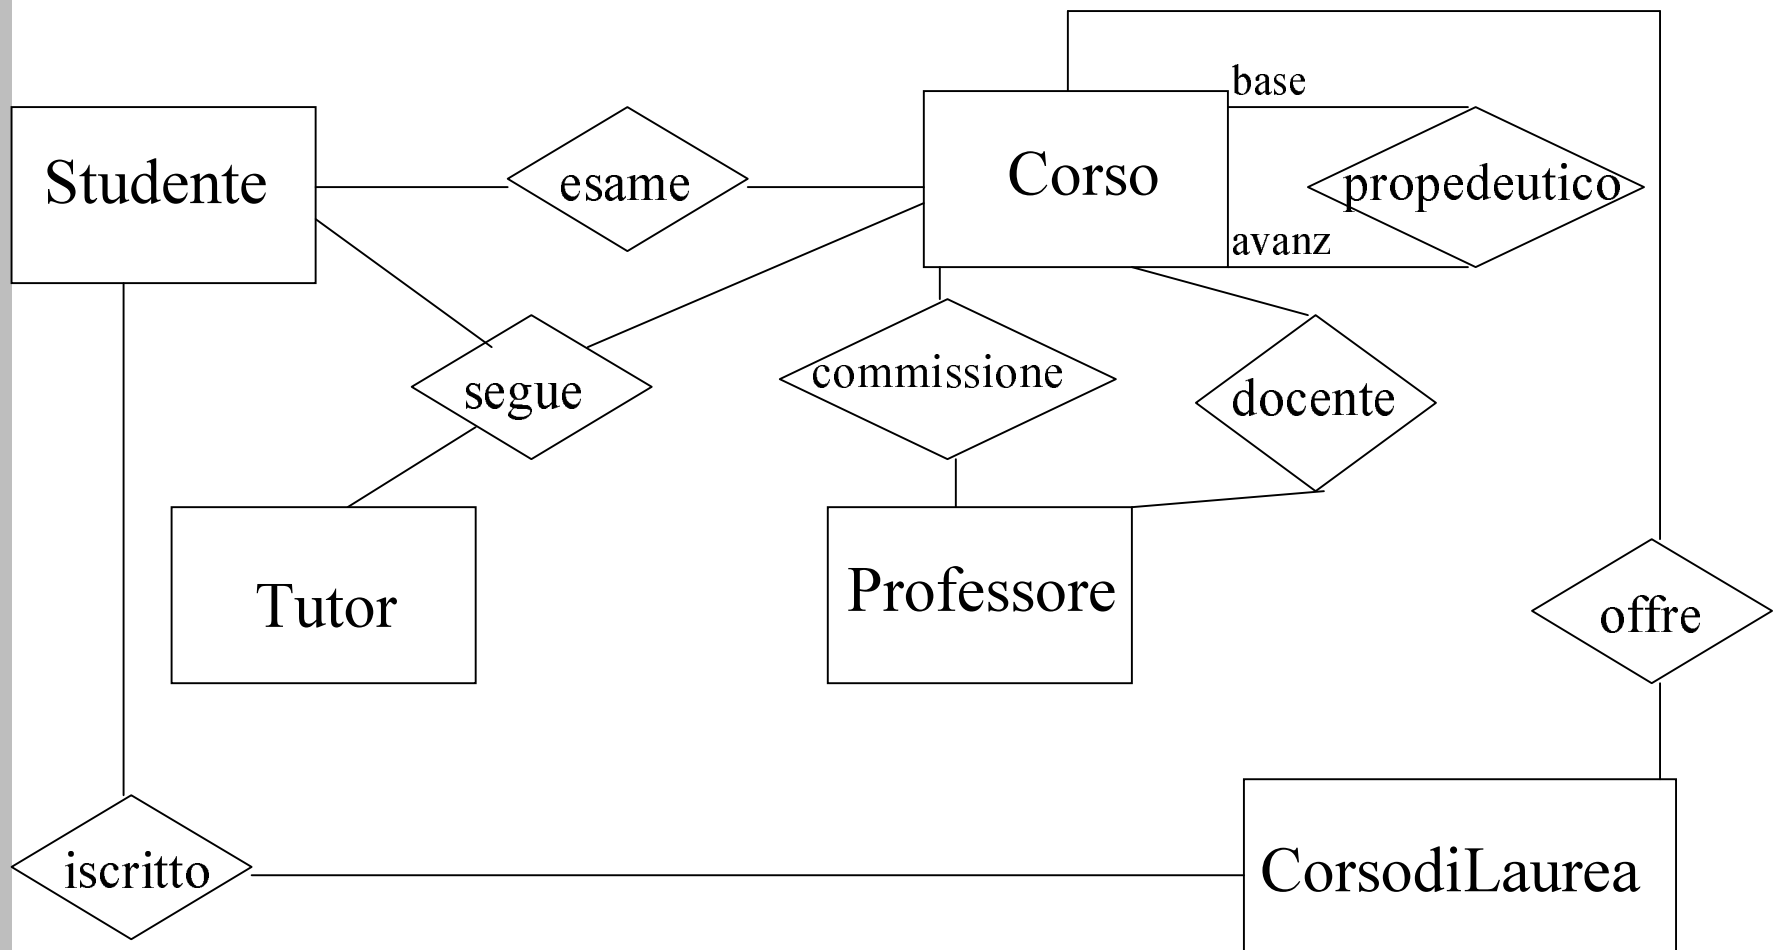 base
Studente
esame
Corso
propedeutico
avanz
segue
commissione
docente
Tutor
Professore
offre
iscritto
CorsodiLaurea